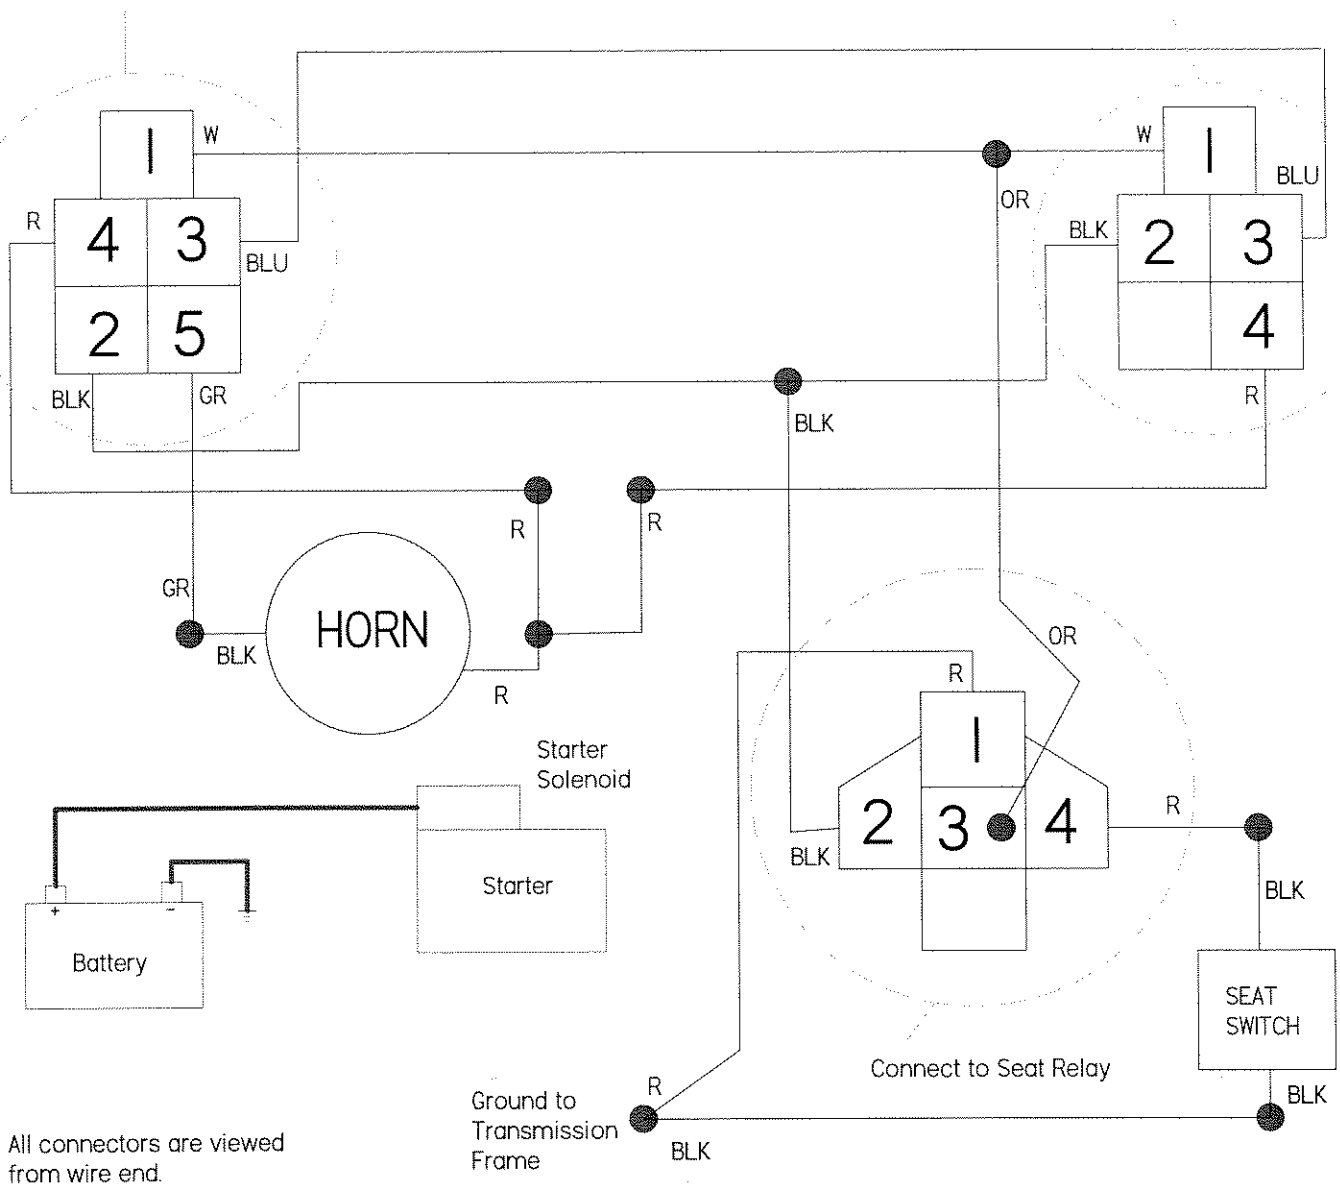 1
W
W
1
BLU
R
4
3
OR
BLK
2
3
BLU
2
5
4
BLK
GR
BLK
R
R
R
GR
HORN
BLK
R
OR
R
Starter
Solenoid
1
2
3
4
R
BLK
BLK
Starter
+
-
Battery
SEAT
SWITCH
Connect to Seat Relay
R
BLK
Ground to
Transmission
Frame
BLK
All connectors are viewed
from wire end.